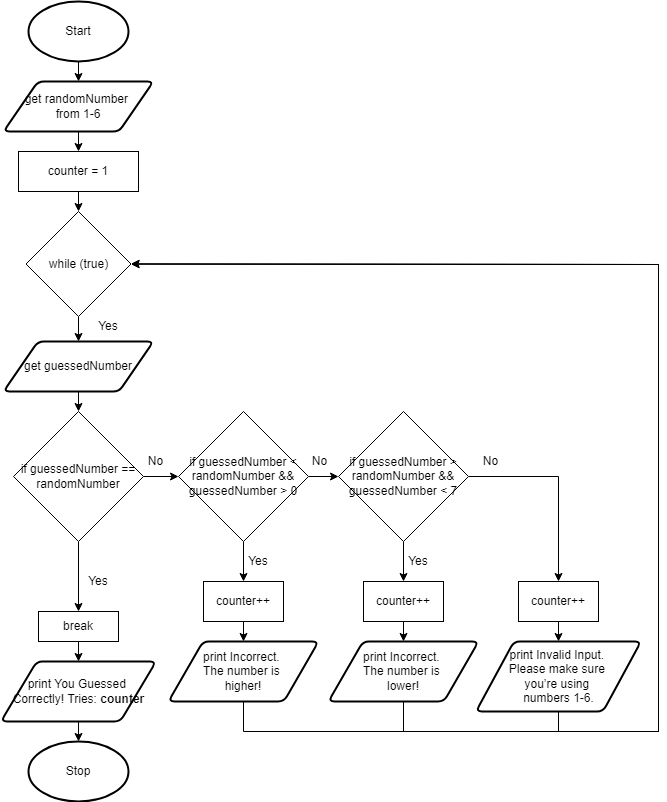 Start
get randomNumber
from 1-6
counter = 1
while (true)
Yes
get guessedNumber
if guessedNumber ==
randomNumber
No
if guessedNumber <
randomNumber &&
guessedNumber > 0
No
if guessedNumber >
randomNumber &&
guessedNumber < 7
No
Yes
Yes
Yes
break
counter++
counter++
counter++
print You Guessed
Correctly! Tries: counter
print Incorrect.
The number is
higher!
print Incorrect.
The number is
lower!
print Invalid Input.
Please make sure
you're using
numbers 1-6.
Stop